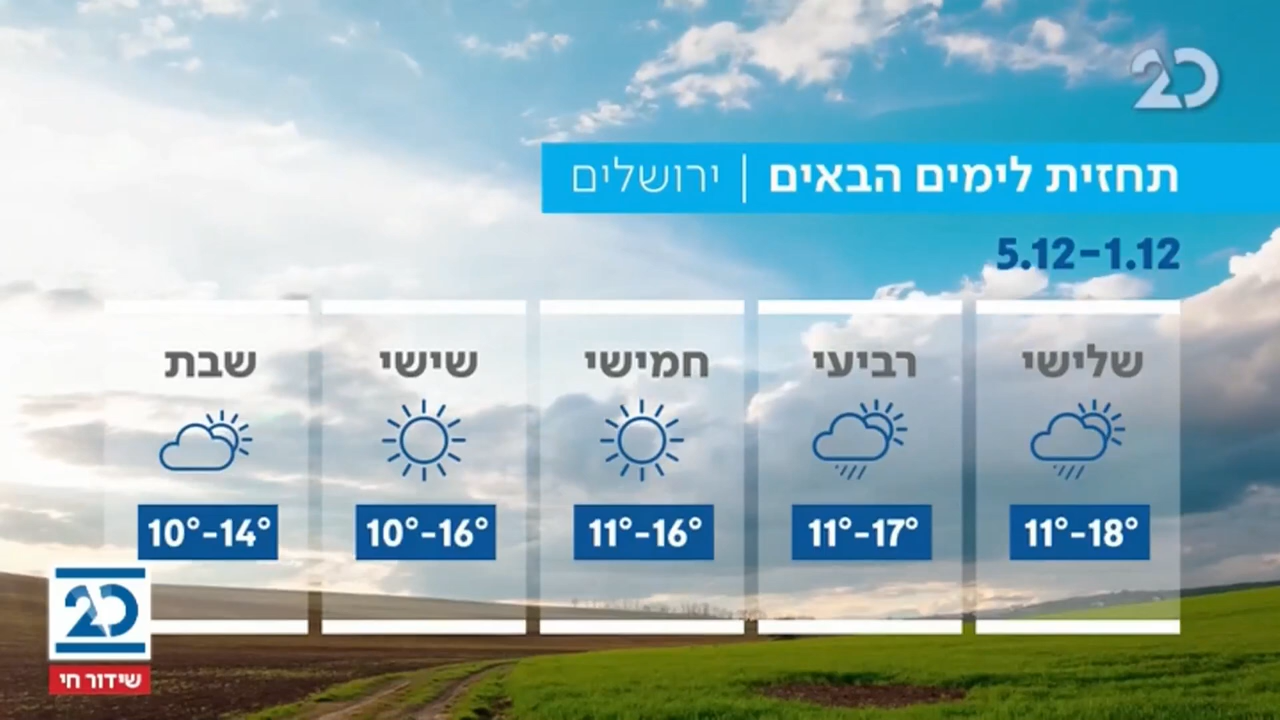 20
תחזית לימים הבאים | ירושלים
5.12-1.12
שלישי
11°-18°
רביעי
11°-17°
חמישי
11°-16°
שישי
10°-16°
שבת
10°-14°
20
שידור חי